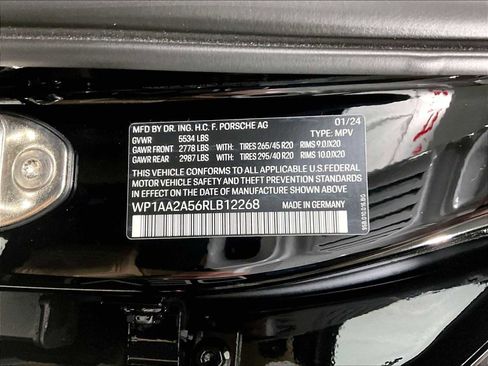 MFD BY DR. ING. H.C. F. PORSCHE AG 01/24
GVWR 5534 LBS TYPE: MPV
GAWR FRONT 2778 LBS WITH: TIRES 265/45 R20 RIMS 9.0JX20
GAWR REAR 2987 LBS WITH: TIRES 295/40 R20 RIMS 10.0JX20
THIS VEHICLE CONFORMS TO ALL APPLICABLE U.S.FEDERAL
MOTOR VEHICLE SAFETY AND THEFT PREVENTION STANDARDS
IN EFFECT ON THE DATE OF MANUFACTURE SHOWN ABOVE
WP1AA2A56RLB12268 MADE IN GERMANY